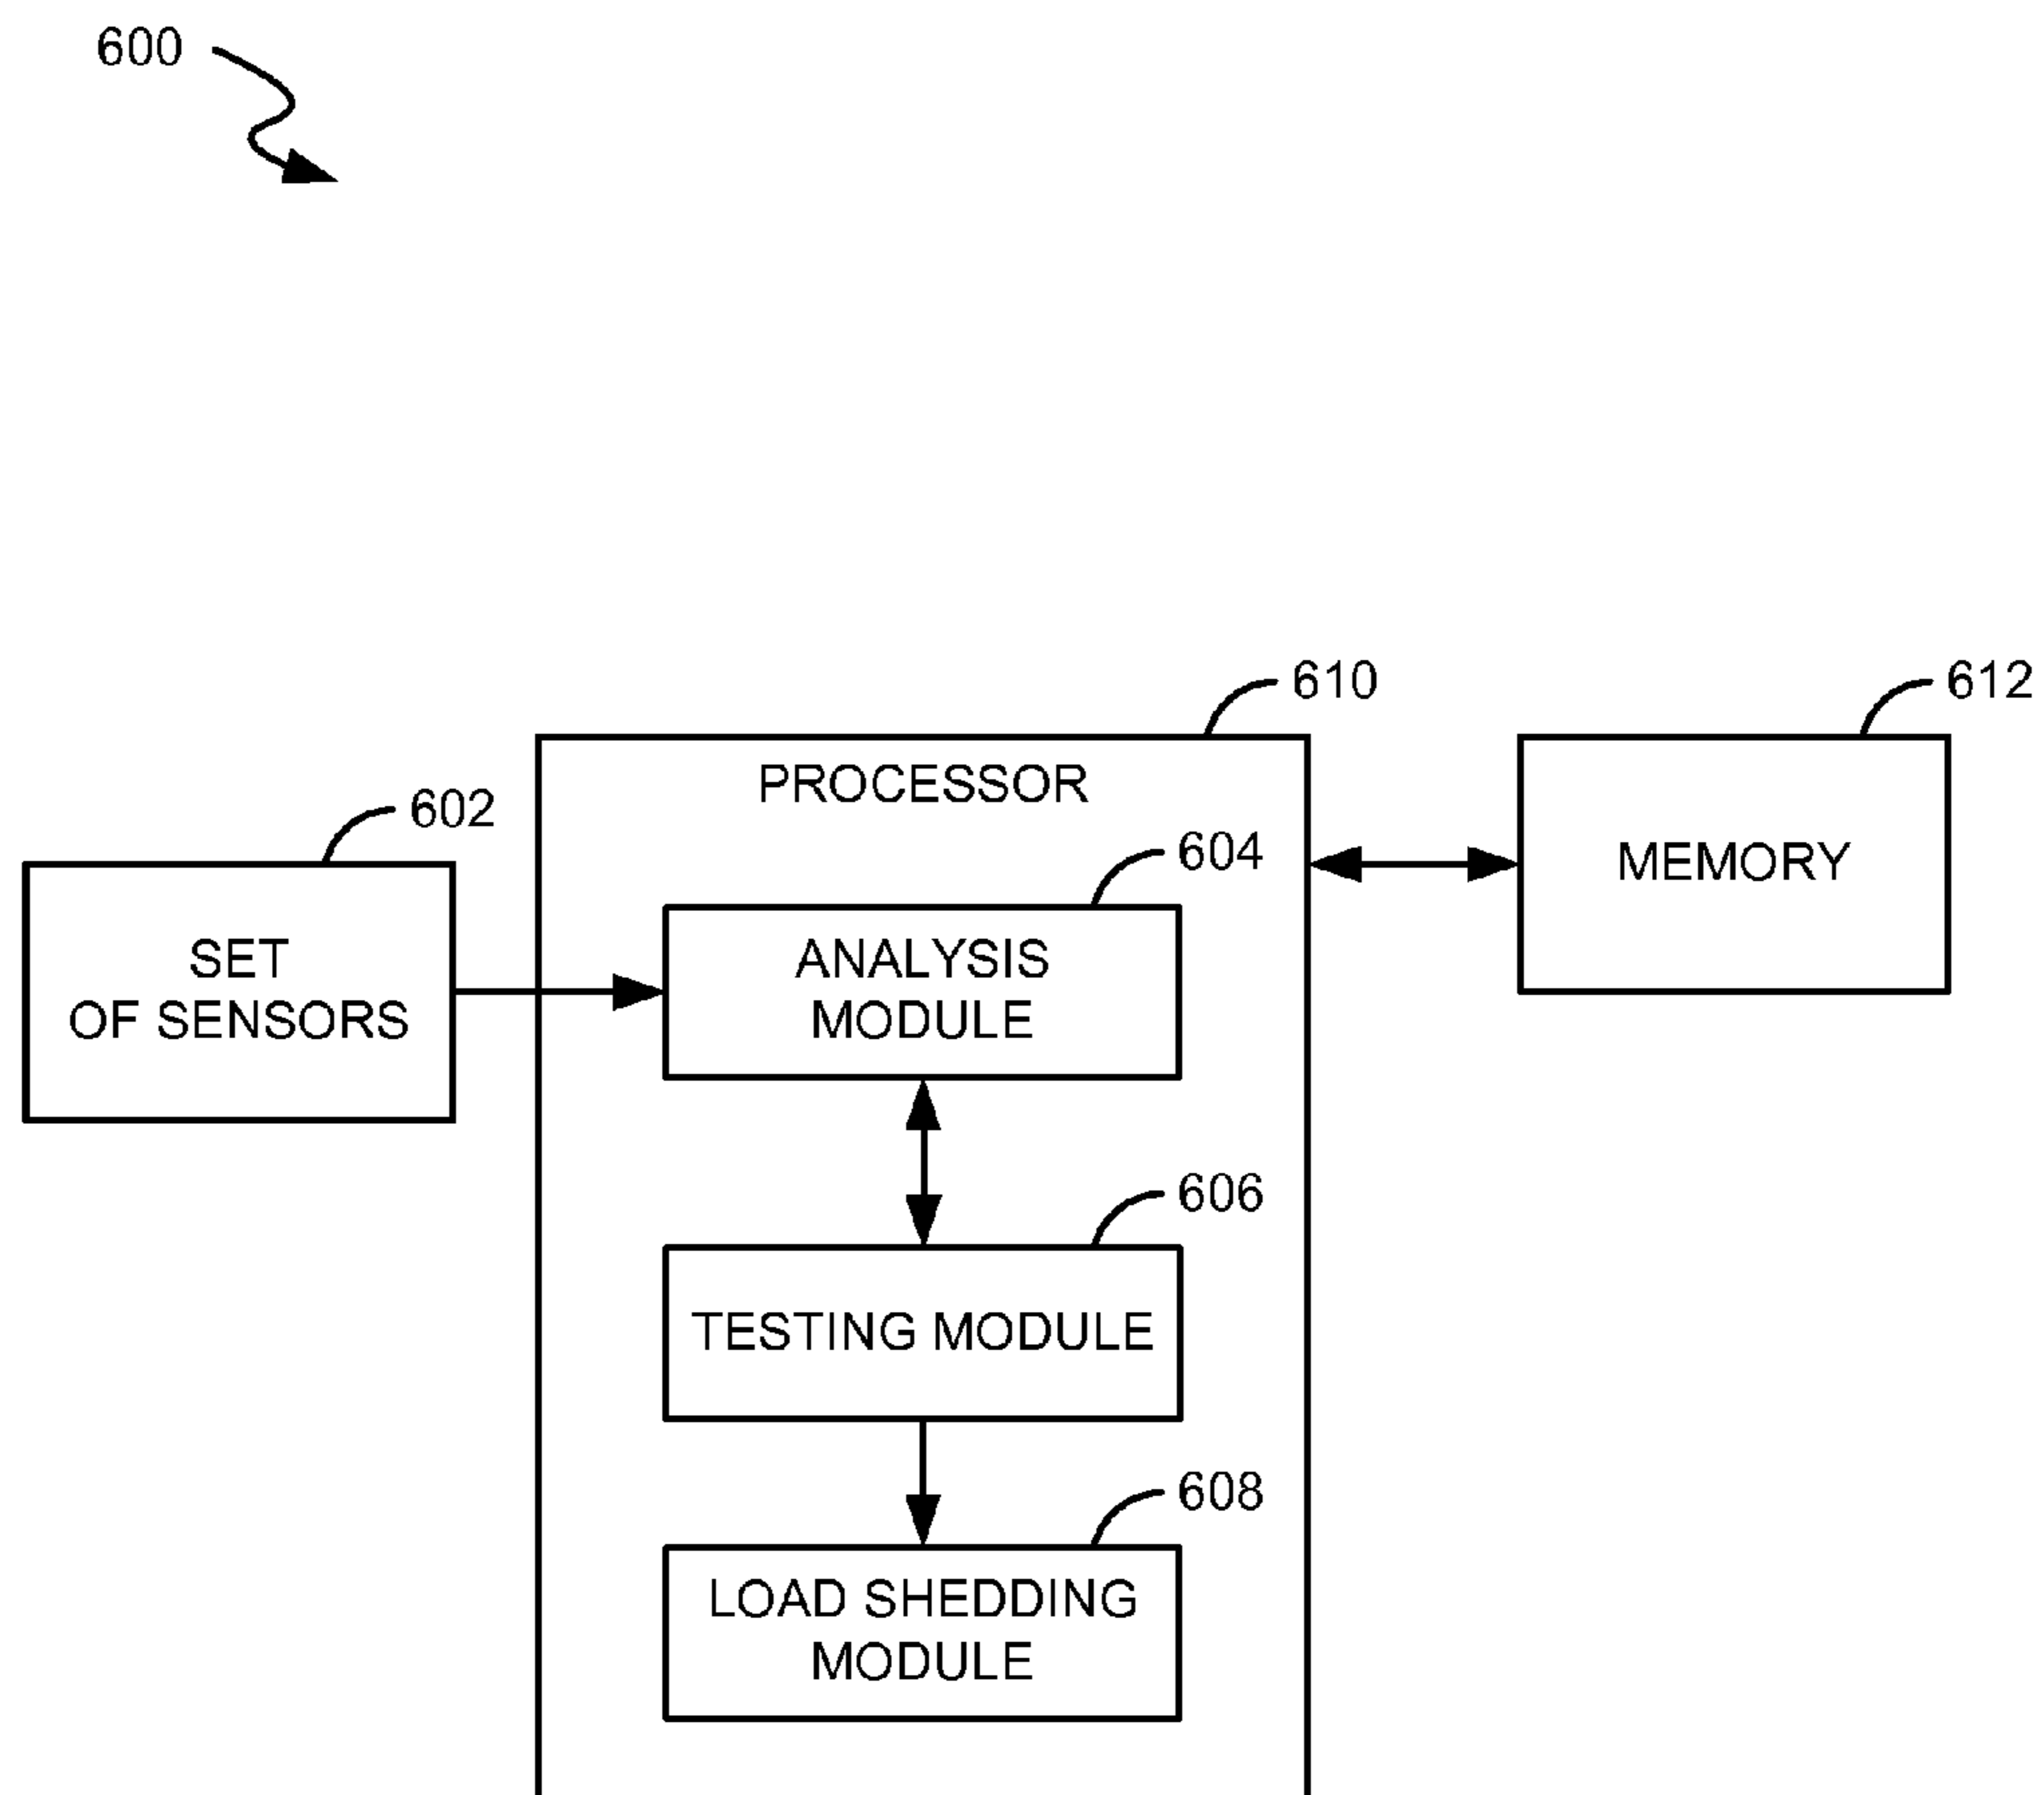 600
610
612
PROCESSOR
602
604
MEMORY
SET
OF SENSORS
ANALYSIS
MODULE
606
TESTING MODULE
608
LOAD SHEDDING
MODULE